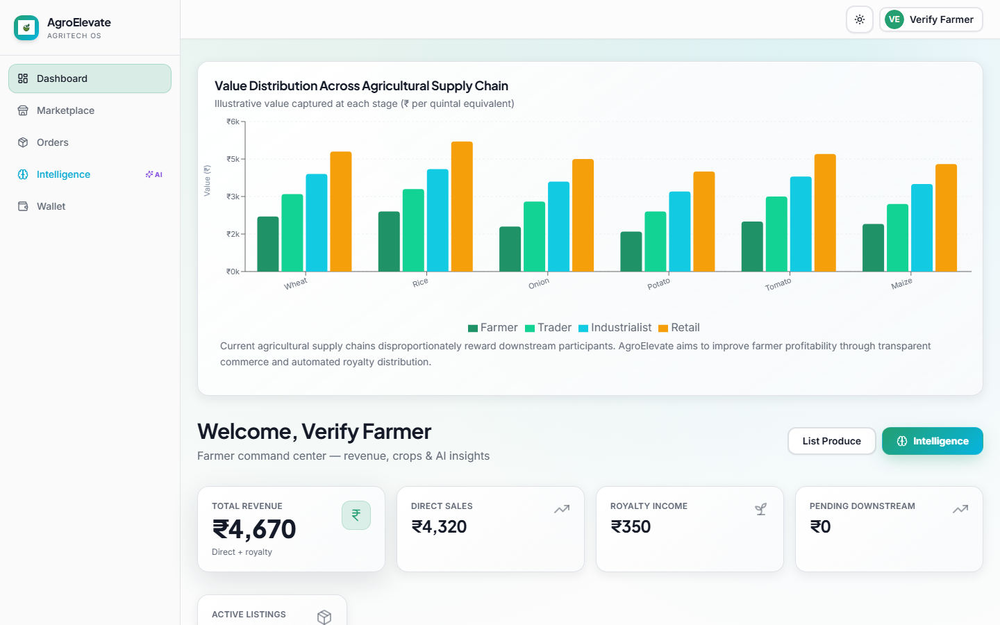 AgroElevate
AGRITECH OS
Dashboard
Marketplace
Orders
Intelligence
AI
Wallet
VE
Verify Farmer
Value Distribution Across Agricultural Supply Chain
Illustrative value captured at each stage (₹ per quintal equivalent)
₹6k
₹5k
₹3k
₹2k
₹0k
Value (₹)
Wheat
Rice
Onion
Potato
Tomato
Maize
Farmer
Trader
Industrialist
Retail
Current agricultural supply chains disproportionately reward downstream participants. AgroElevate aims to improve farmer profitability through transparent
commerce and automated royalty distribution.
Welcome, Verify Farmer
Farmer command center — revenue, crops & AI insights
List Produce
Intelligence
TOTAL REVENUE
₹
₹4,670
Direct + royalty
DIRECT SALES
₹4,320
ROYALTY INCOME
₹350
PENDING DOWNSTREAM
₹0
ACTIVE LISTINGS